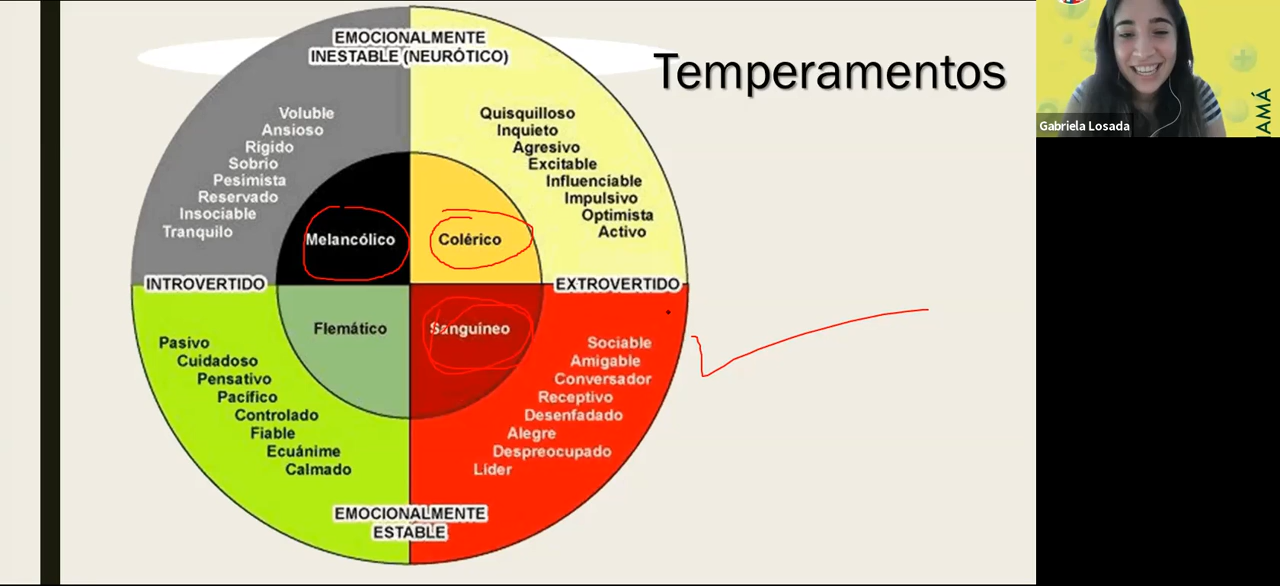 EMOCIONALMENTE
INESTABLE (NEURÓTICO)
Temperamentos
Voluble
Ansioso
Rígido
Sobrio
Pesimista
Reservado
Insociable
Tranquilo
Quisquilloso
Inquieto
Agresivo
Excitable
Influenciable
Impulsivo
Optimista
Activo
Melancólico
Colérico
INTROVERTIDO
EXTROVERTIDO
Flemático
Sanguíneo
Pasivo
Cuidadoso
Pensativo
Pacífico
Controlado
Fiable
Ecuánime
Calmado
Sociable
Amigable
Conversador
Receptivo
Desenfadado
Alegre
Despreocupado
Lider
EMOCIONALMENTE
ESTABLE
Gabriela Losada
AMÁ